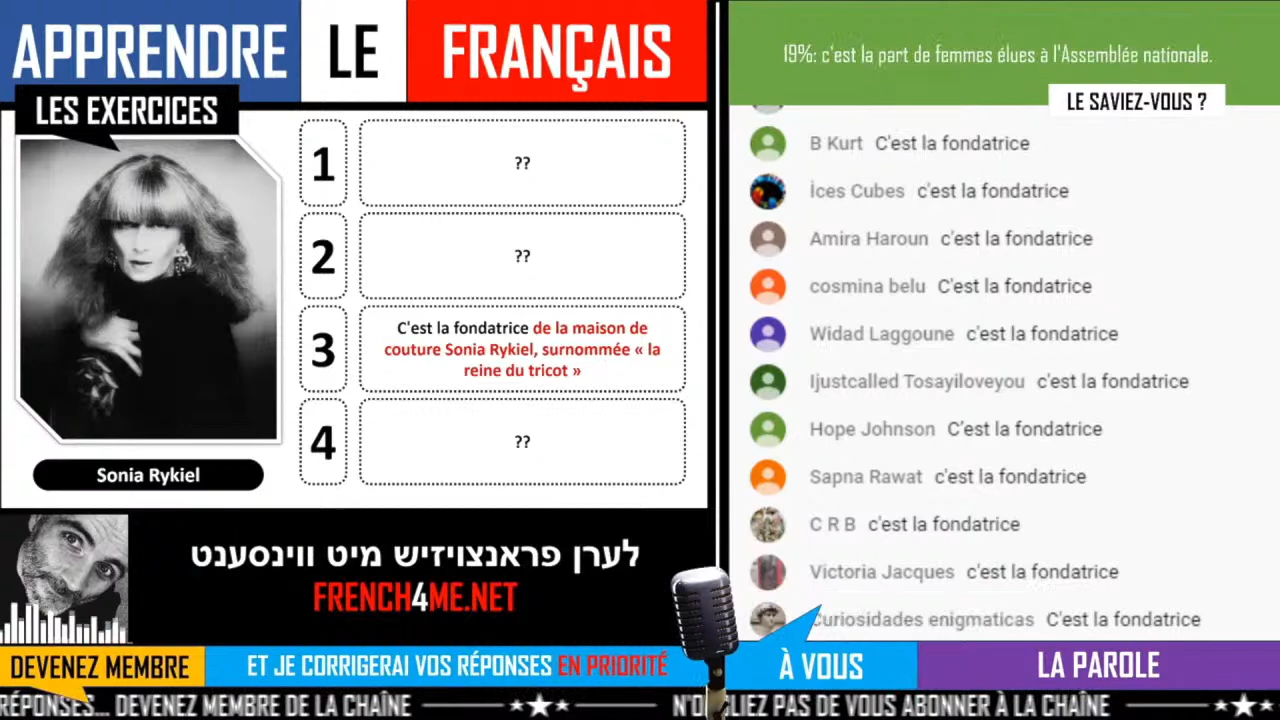 APPRENDRE LE FRANÇAIS
LES EXERCICES
Sonia Rykiel
1
??
2
??
3
C'est la fondatrice de la maison de
couture Sonia Rykiel, surnommée « la
reine du tricot »
4
??
לערן פראנצויזיש מיט ווינסענט
FRENCH4ME.NET
19%: c'est la part de femmes élues à l'Assemblée nationale.
LE SAVIEZ-VOUS ?
B Kurt C'est la fondatrice
İces Cubes c'est la fondatrice
Amira Haroun c'est la fondatrice
cosmina belu C'est la fondatrice
Widad Laggoune c'est la fondatrice
Ijustcalled Tosayiloveyou c'est la fondatrice
Hope Johnson C'est la fondatrice
Sapna Rawat c'est la fondatrice
C R B c'est la fondatrice
Victoria Jacques c'est la fondatrice
Curiosidades enigmaticas C'est la fondatrice
DEVENEZ MEMBRE
ET JE CORRIGERAI VOS RÉPONSES EN PRIORITÉ
À VOUS
LA PAROLE
RÉPONSES... DEVENEZ MEMBRE DE LA CHAÎNE
PAS DE VOUS ABONNER À LA CHAÎNE